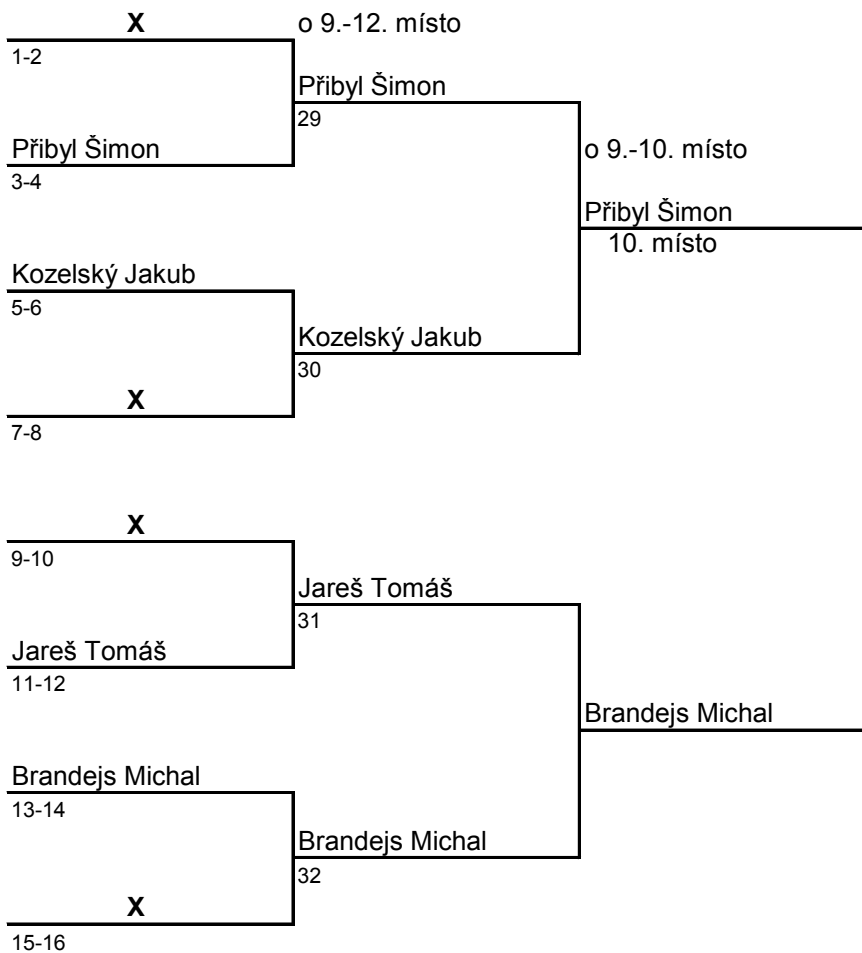 X
o 9.-12. místo
1-2
Přibyl Šimon
29
Přibyl Šimon
o 9.-10. místo
3-4
Přibyl Šimon
10. místo
Kozelský Jakub
5-6
Kozelský Jakub
30
X
7-8
X
9-10
Jareš Tomáš
31
Jareš Tomáš
11-12
Brandejs Michal
Brandejs Michal
13-14
Brandejs Michal
32
X
15-16